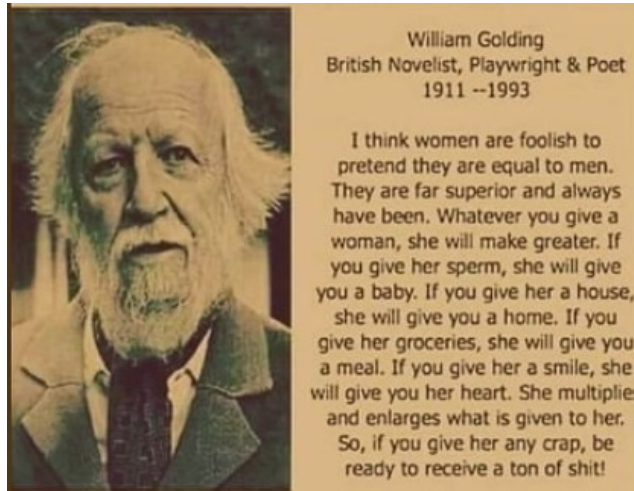 William Golding
British Novelist, Playwright & Poet
1911 --1993
I think women are foolish to
pretend they are equal to men.
They are far superior and always
have been. Whatever you give a
woman, she will make greater. If
you give her sperm, she will give
you a baby. If you give her a house,
she will give you a home. If you
give her groceries, she will give you
a meal. If you give her a smile, she
will give you her heart. She multiplie
and enlarges what is given to her.
So, if you give her any crap, be
ready to receive a ton of shit!